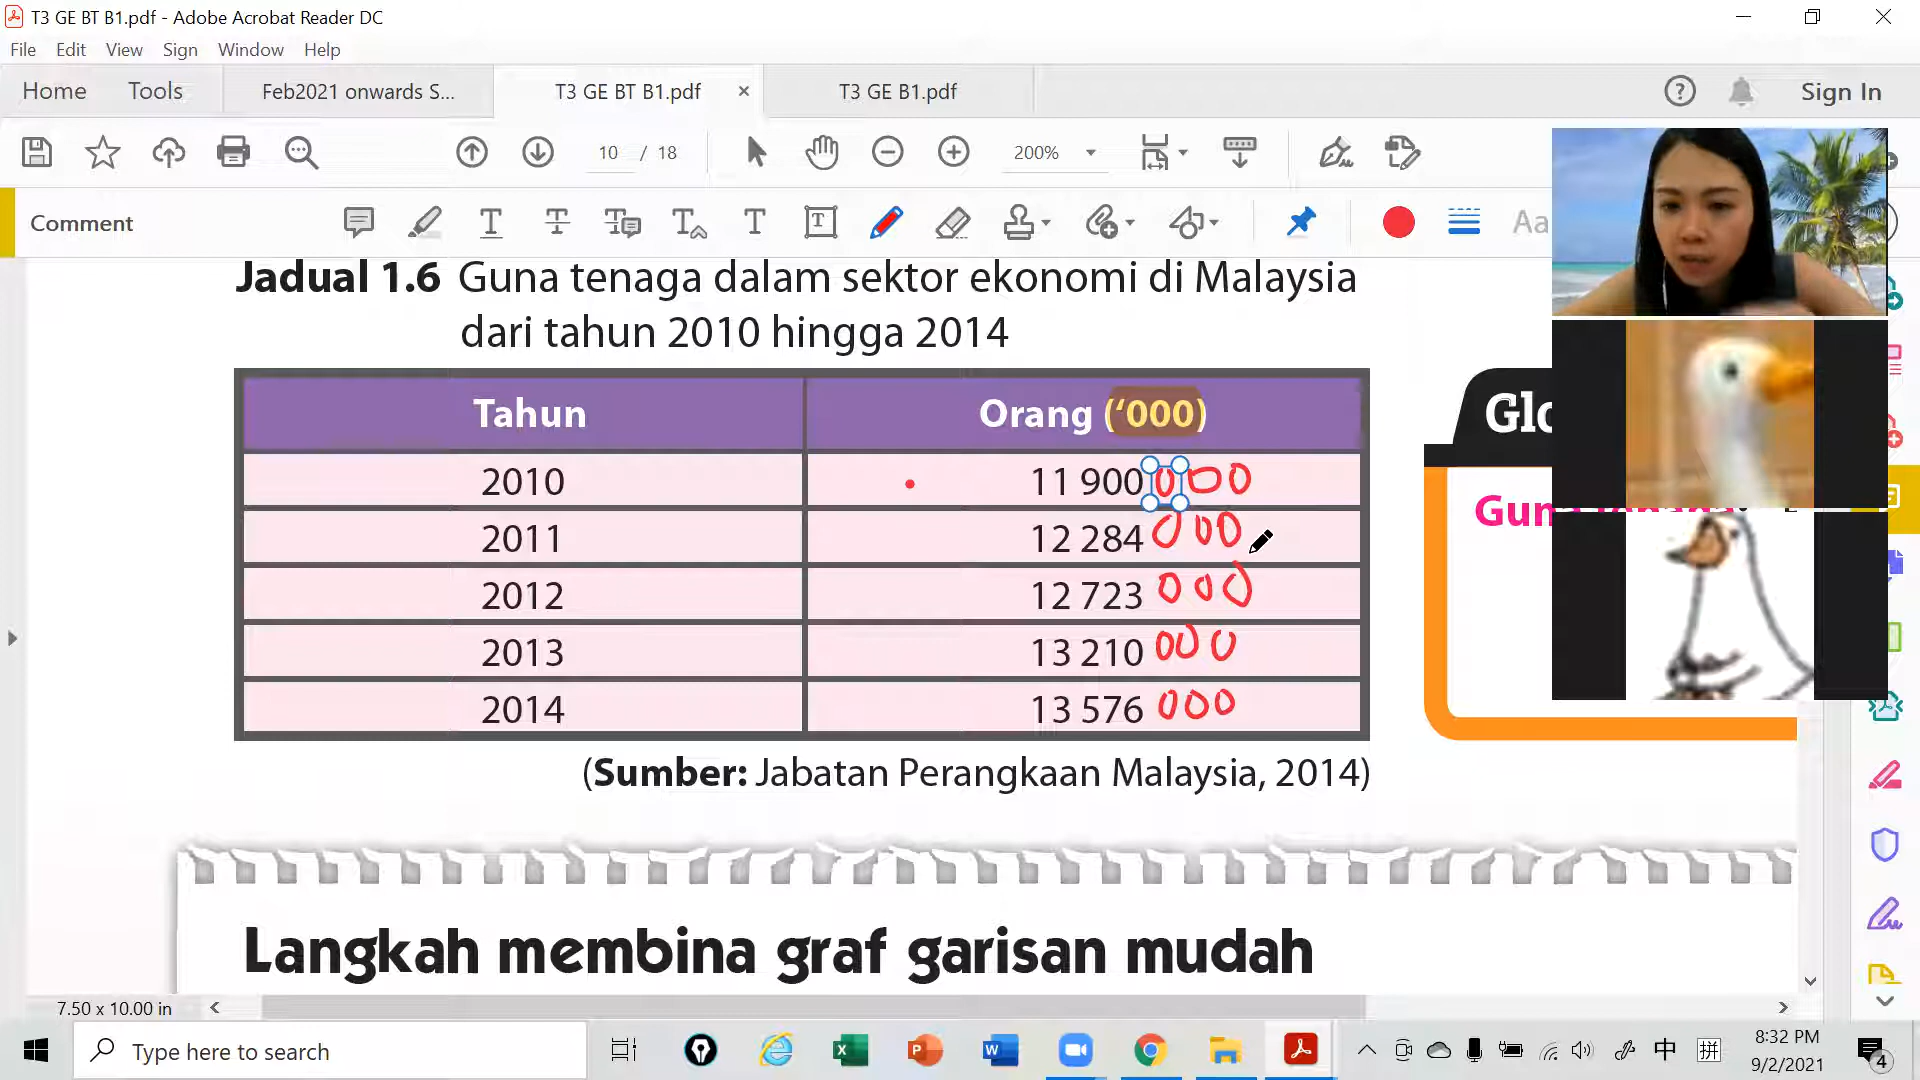 T3 GE BT B1.pdf - Adobe Acrobat Reader DC
File Edit View Sign Window Help
Home Tools Feb2021 onwards S... T3 GE BT B1.pdf × T3 GE B1.pdf Sign In
10 / 18 200%
Comment
Jadual 1.6 Guna tenaga dalam sektor ekonomi di Malaysia
dari tahun 2010 hingga 2014
Tahun Orang (‘000)
2010 11 900 000
2011 12 284 000
2012 12 723 000
2013 13 210 000
2014 13 576 000
(Sumber: Jabatan Perangkaan Malaysia, 2014)
Glo
Langkah membina graf garisan mudah
7.50 x 10.00 in
Type here to search
中
拼
8:32 PM
9/2/2021
4